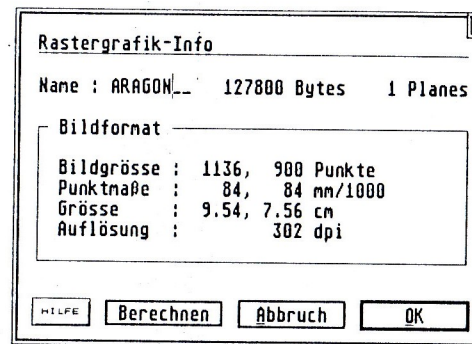 Rastergrafik-Info
Name : ARAGON__ 127800 Bytes 1 Planes
Bildformat
Bildgrösse : 1136, 900 Punkte
Punktmaße : 84, 84 mm/1000
Grösse : 9.54, 7.56 cm
Auflösung : 302 dpi
HILFE Berechnen Abbruch OK